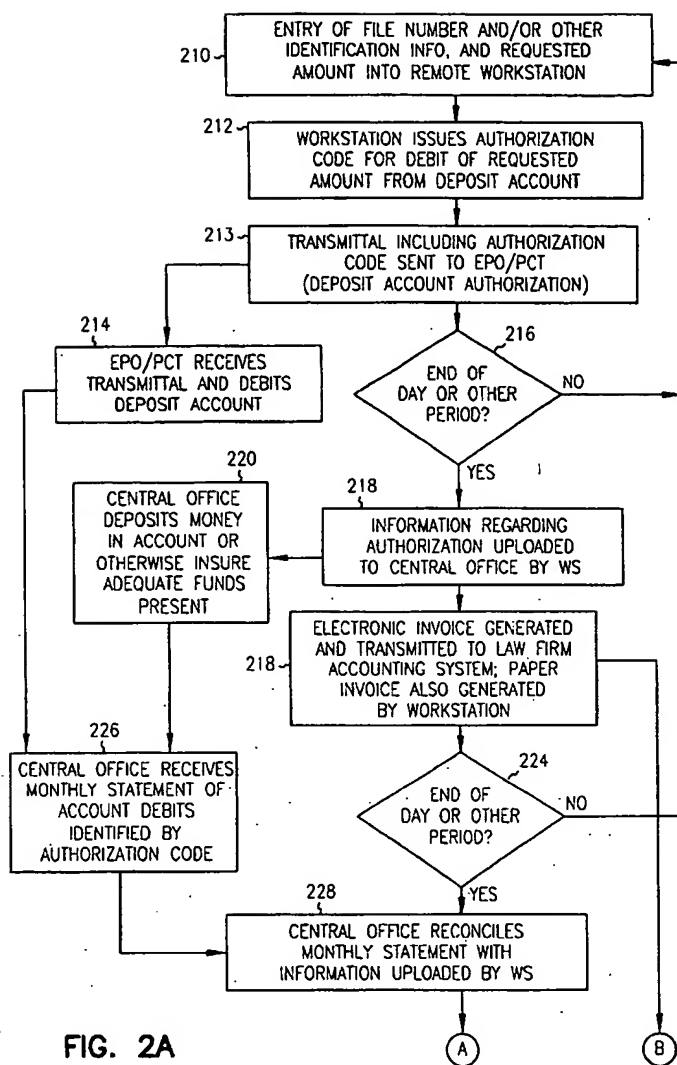 210
ENTRY OF FILE NUMBER AND/OR OTHER
IDENTIFICATION INFO, AND REQUESTED
AMOUNT INTO REMOTE WORKSTATION
212
WORKSTATION ISSUES AUTHORIZATION
CODE FOR DEBIT OF REQUESTED
AMOUNT FROM DEPOSIT ACCOUNT
213
TRANSMITTAL INCLUDING AUTHORIZATION
CODE SENT TO EPO/PCT
(DEPOSIT ACCOUNT AUTHORIZATION)
214
EPO/PCT RECEIVES
TRANSMITTAL AND DEBITS
DEPOSIT ACCOUNT
216
END OF
DAY OR OTHER
PERIOD?
NO
YES
220
CENTRAL OFFICE
DEPOSITS MONEY
IN ACCOUNT OR
OTHERWISE INSURE
ADEQUATE FUNDS
PRESENT
218
INFORMATION REGARDING
AUTHORIZATION UPLOADED
TO CENTRAL OFFICE BY WS
218
ELECTRONIC INVOICE GENERATED
AND TRANSMITTED TO LAW FIRM
ACCOUNTING SYSTEM; PAPER
INVOICE ALSO GENERATED
BY WORKSTATION
226
CENTRAL OFFICE RECEIVES
MONTHLY STATEMENT OF
ACCOUNT DEBITS
IDENTIFIED BY
AUTHORIZATION CODE
224
END OF
DAY OR OTHER
PERIOD?
NO
YES
228
CENTRAL OFFICE RECONCILES
MONTHLY STATEMENT WITH
INFORMATION UPLOADED BY WS
FIG. 2A
A
B